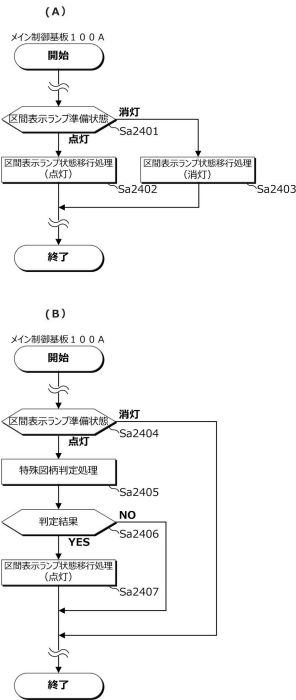 (A)
メイン制御基板１００Ａ
開始
区間表示ランプ準備状態
消灯
Sa2401
点灯
区間表示ランプ状態移行処理
（点灯）
Sa2402
区間表示ランプ状態移行処理
（消灯）
Sa2403
終了
(B)
メイン制御基板１００Ａ
開始
区間表示ランプ準備状態
消灯
Sa2404
点灯
特殊図柄判定処理
Sa2405
判定結果
NO
Sa2406
YES
区間表示ランプ状態移行処理
（点灯）
Sa2407
終了